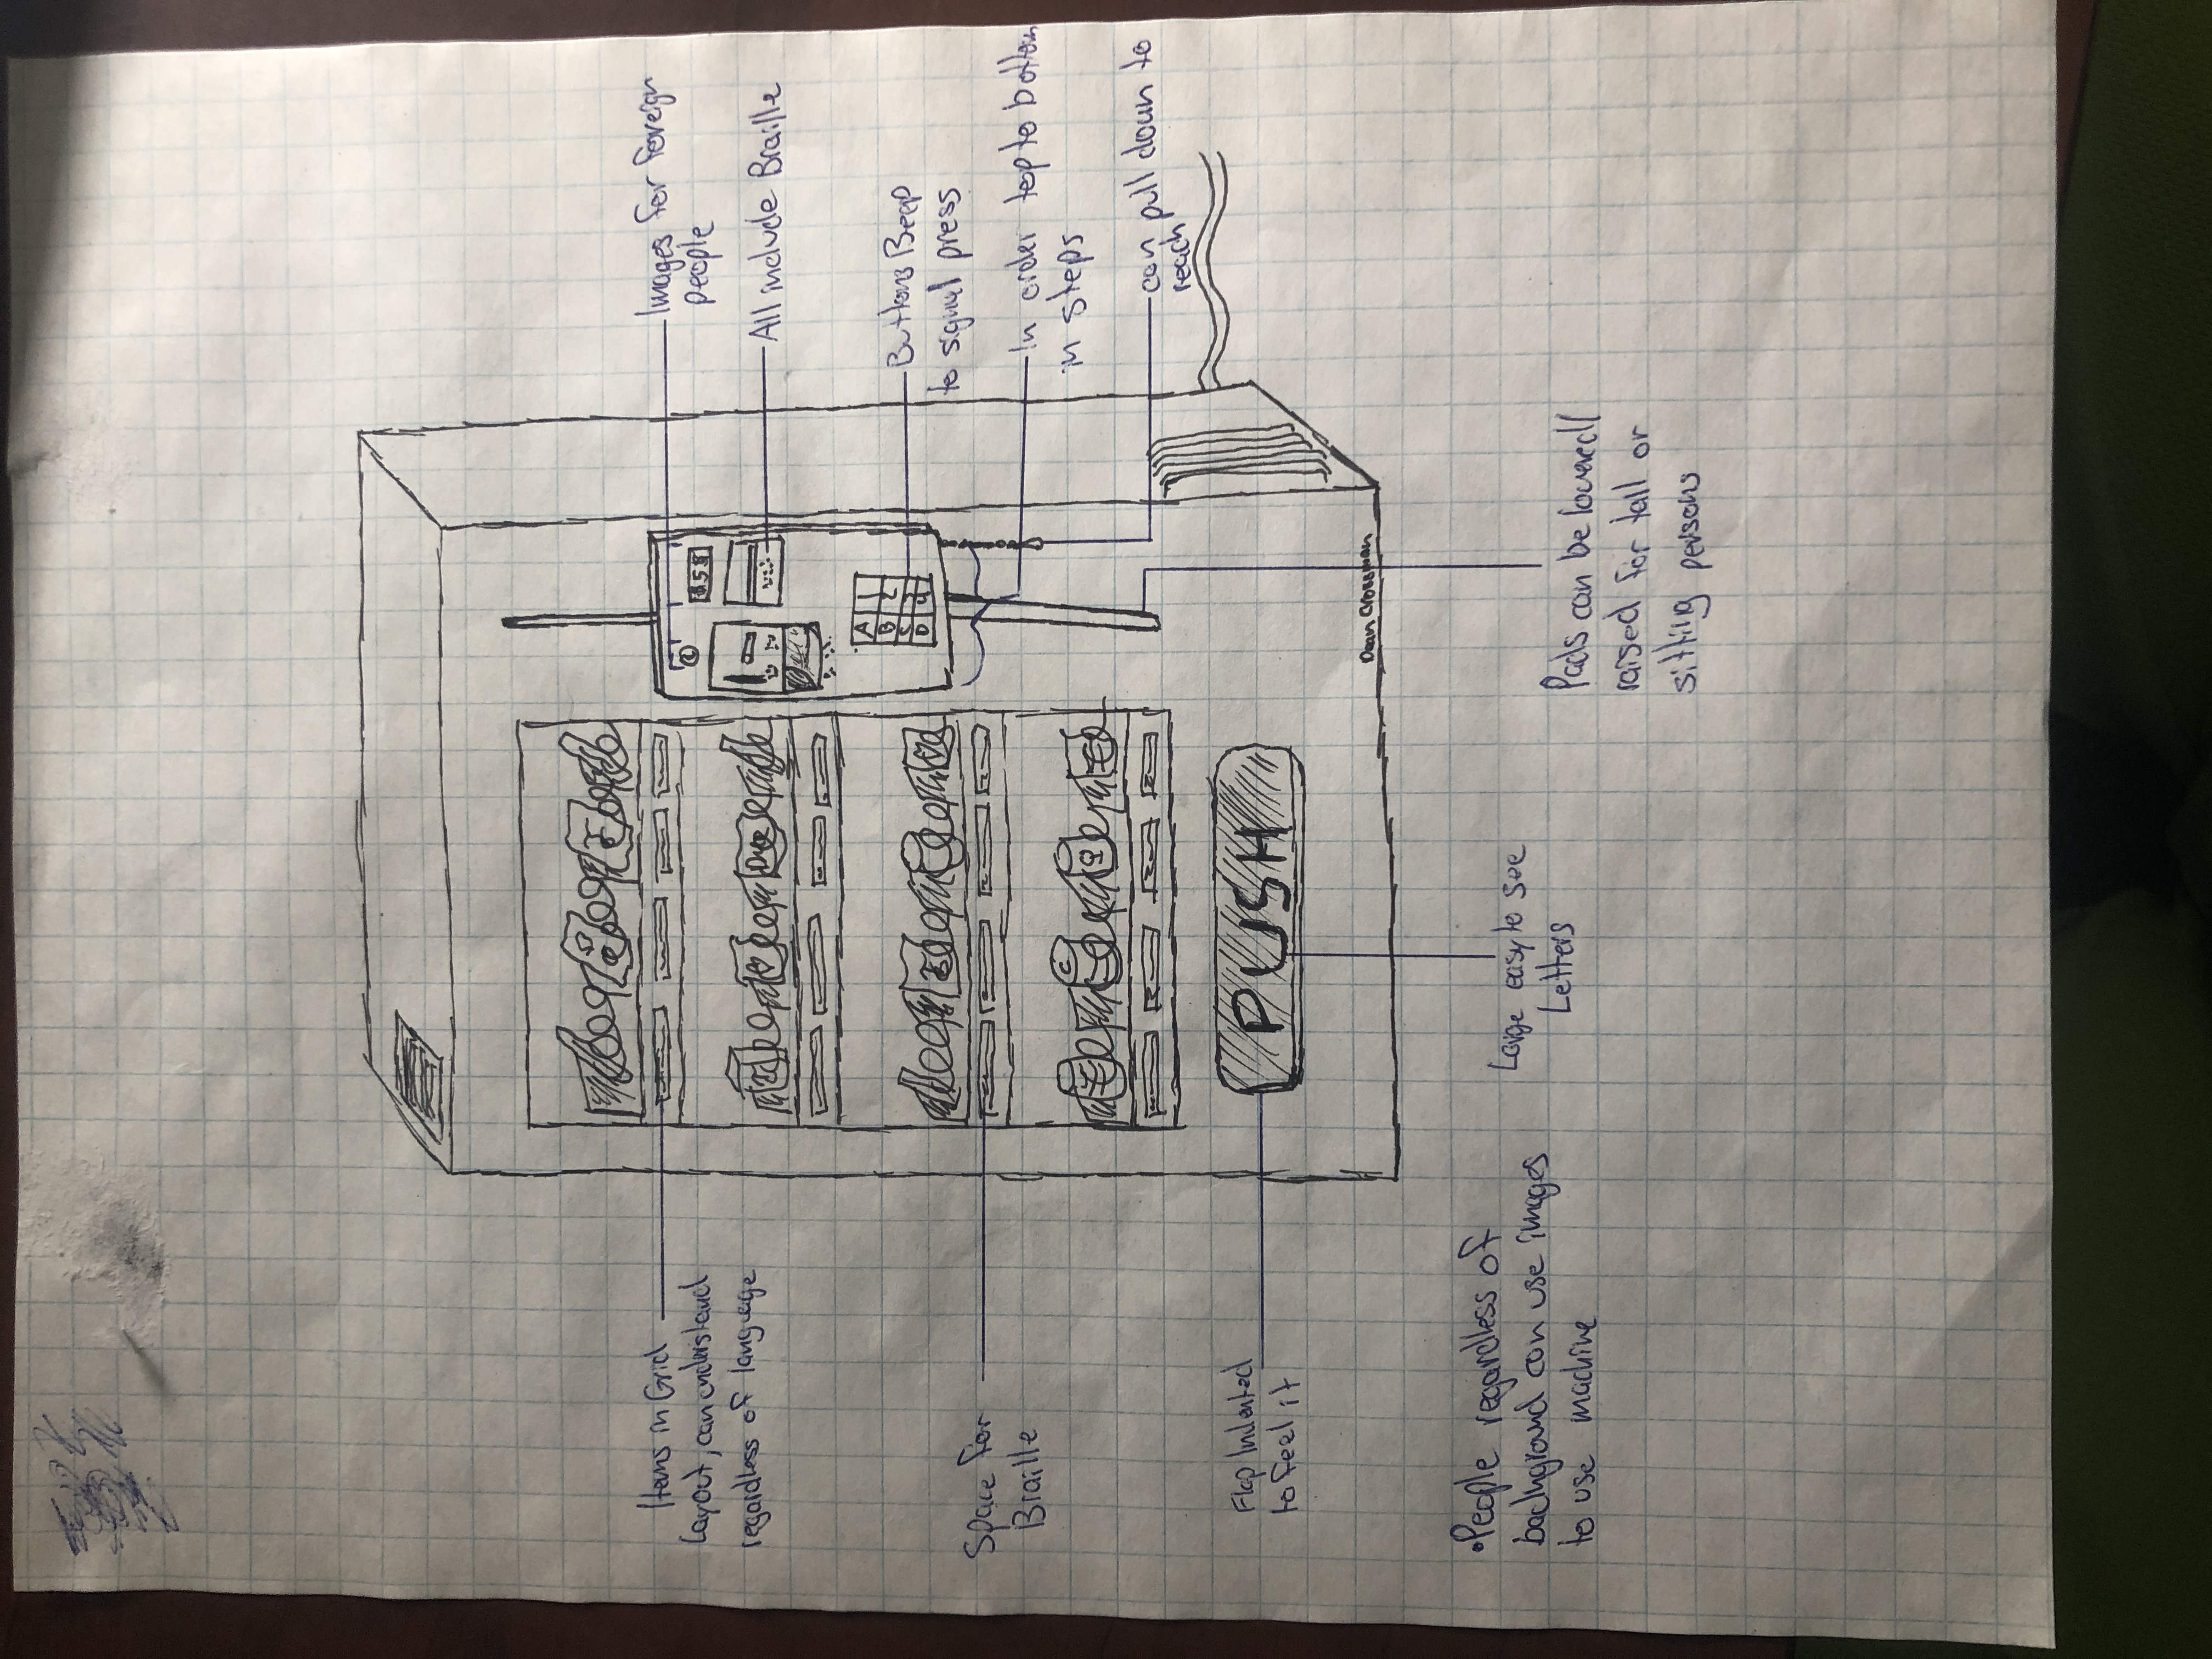 Items in Grid
Layout, can understand
regardless of language
Space for
Braille
Flap Indented
to feel it
Images for foreign
people
All include Braille
Buttons Beep
to signal press
In order top to bottom
in steps
can pull down to
reach
A 1
B 2
C 3
D 4
PUSH
Dean Crossman
•People regardless of
background can use images
to use machine
Large easy to see
Letters
Pads can be lowered/
raised for tall or
sitting persons